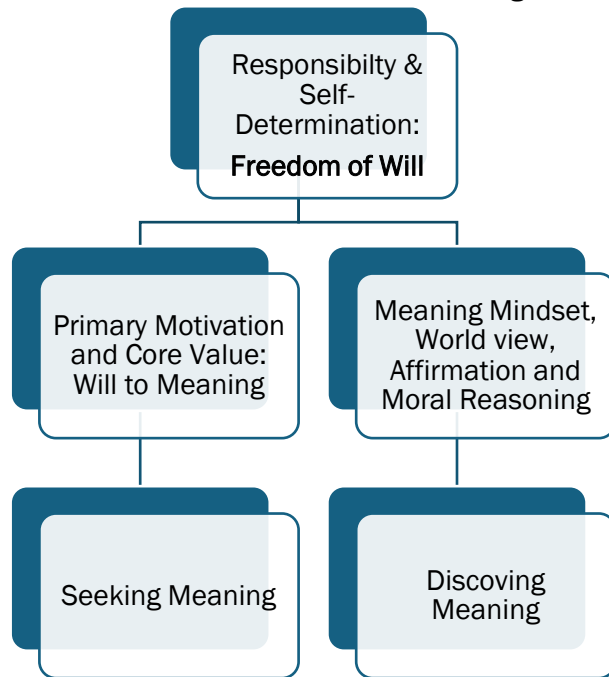 Responsibilty &
Self-
Determination:
Freedom of Will
Primary Motivation
and Core Value:
Will to Meaning
Meaning Mindset,
World view,
Affirmation and
Moral Reasoning
Seeking Meaning
Discoving
Meaning